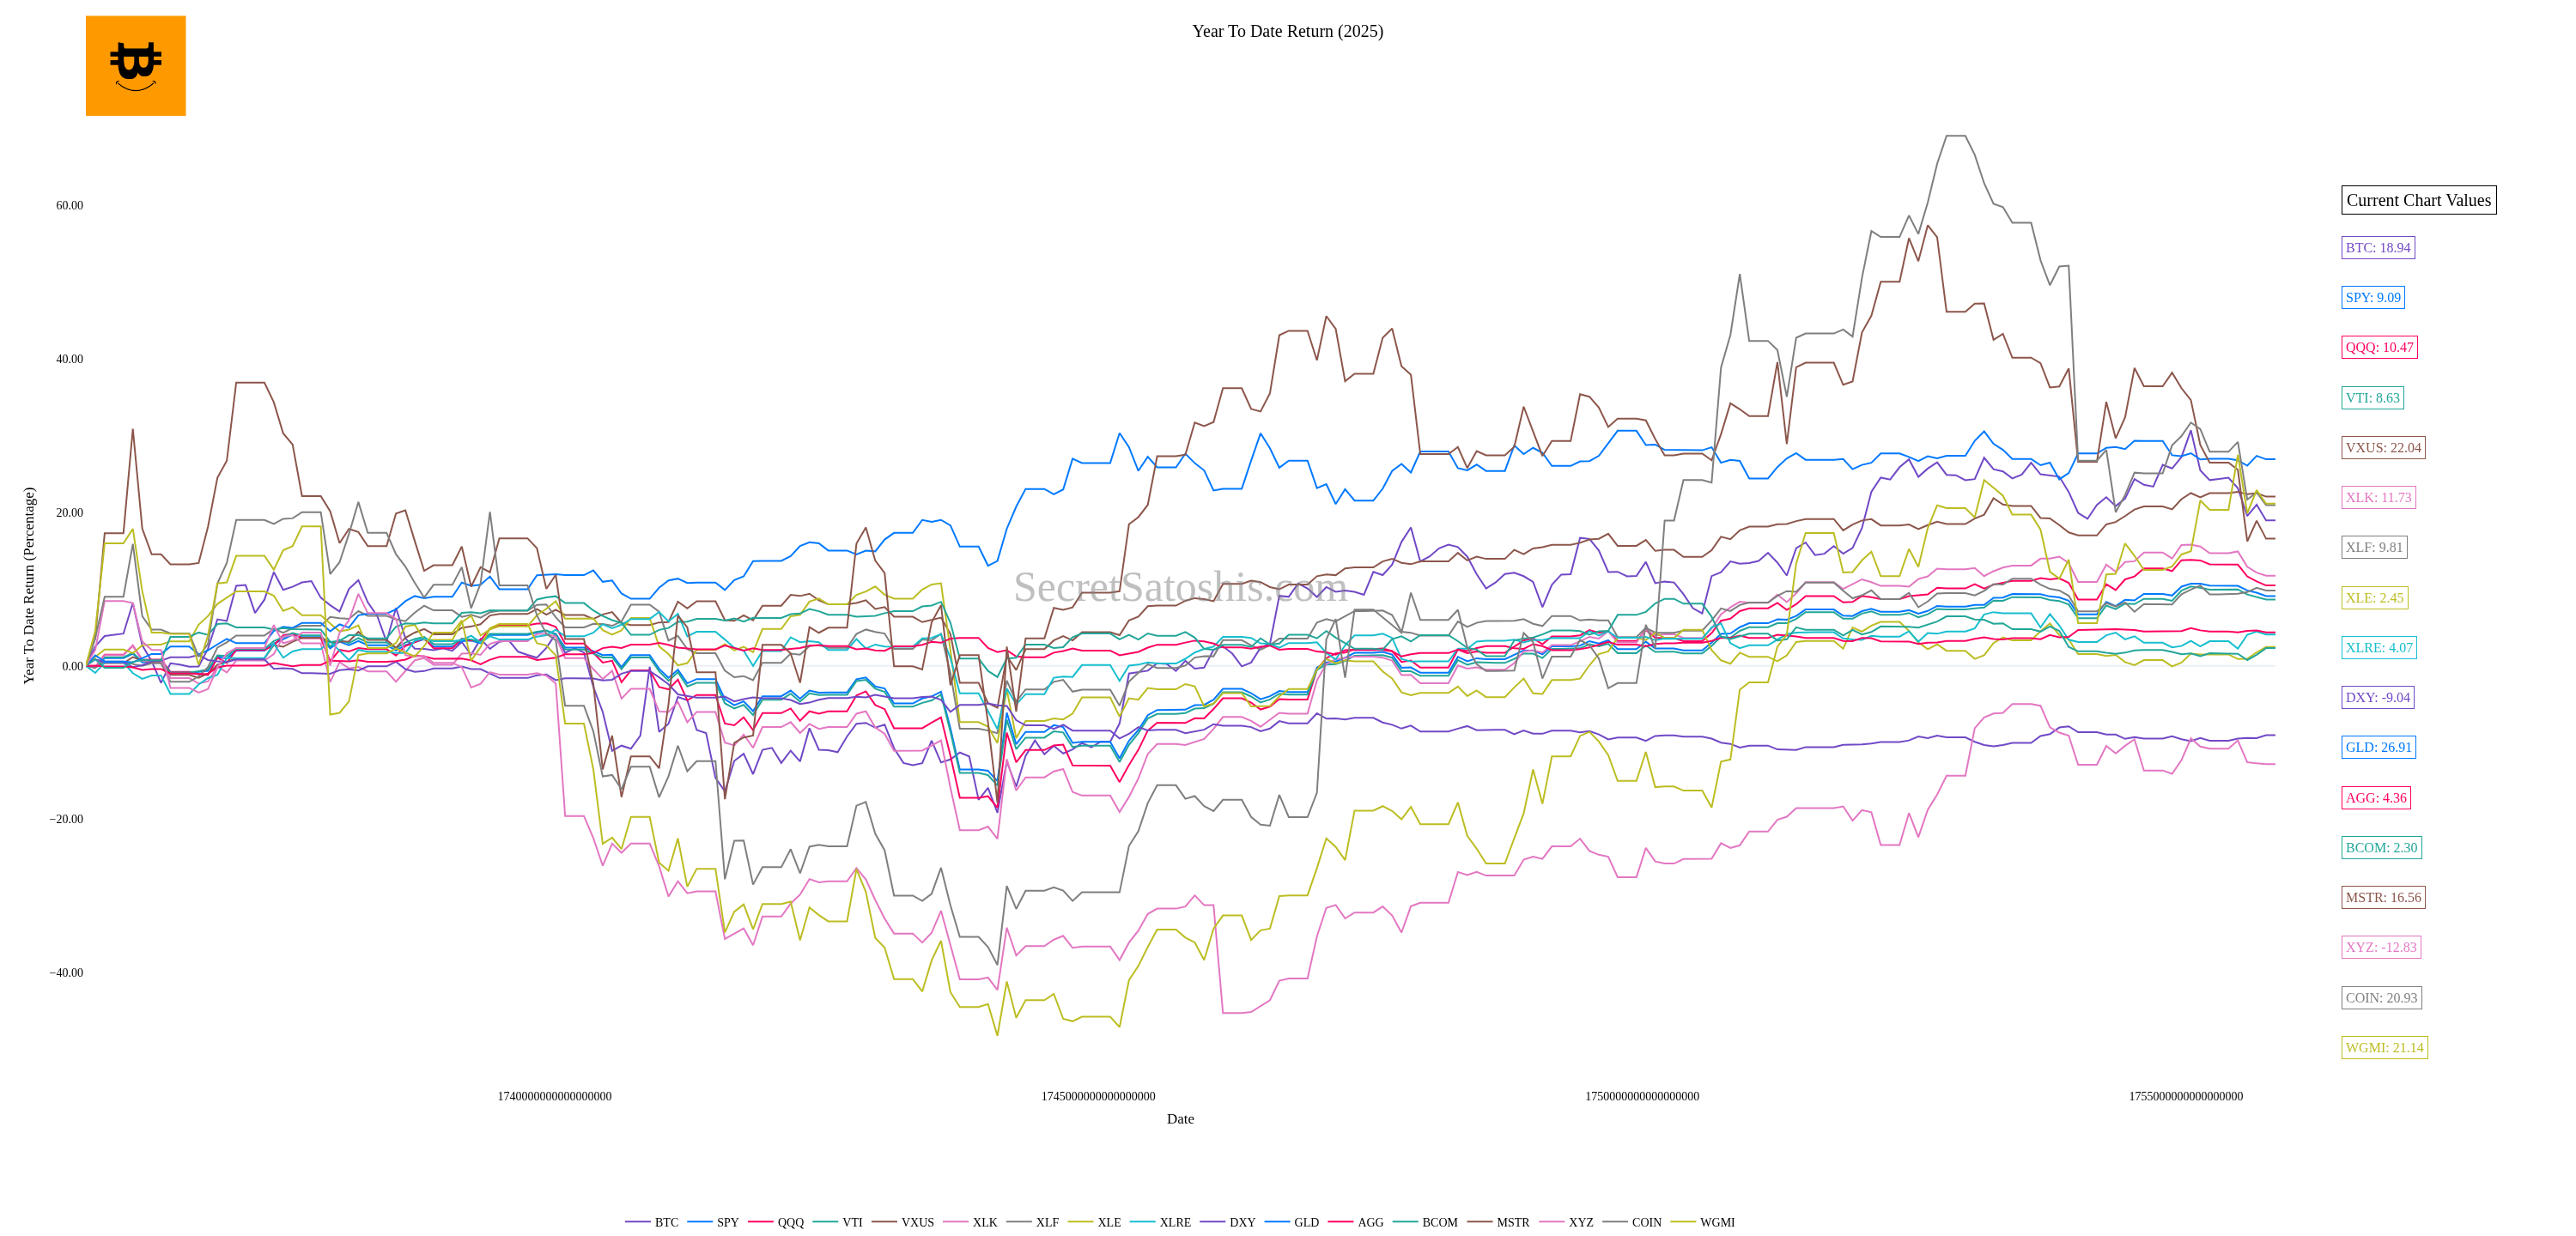 Year To Date Return (2025)
60.00
40.00
20.00
0.00
−20.00
−40.00
Year To Date Return (Percentage)
SecretSatoshis.com
1740000000000000000
1745000000000000000
1750000000000000000
1755000000000000000
Date
Current Chart Values
BTC: 18.94
SPY: 9.09
QQQ: 10.47
VTI: 8.63
VXUS: 22.04
XLK: 11.73
XLF: 9.81
XLE: 2.45
XLRE: 4.07
DXY: -9.04
GLD: 26.91
AGG: 4.36
BCOM: 2.30
MSTR: 16.56
XYZ: -12.83
COIN: 20.93
WGMI: 21.14
BTC SPY QQQ VTI VXUS XLK XLF XLE XLRE DXY GLD AGG BCOM MSTR XYZ COIN WGMI